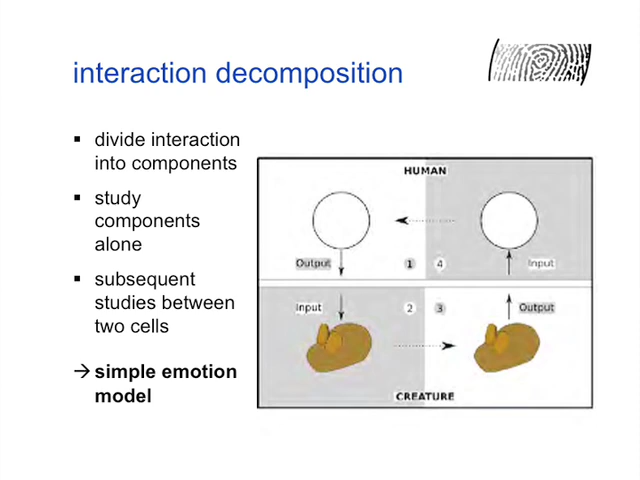 interaction decomposition
▪ divide interaction
into components
▪ study
components
alone
▪ subsequent
studies between
two cells
→ simple emotion
model
HUMAN
Output 1 4 Input
Input 2 3 Output
CREATURE